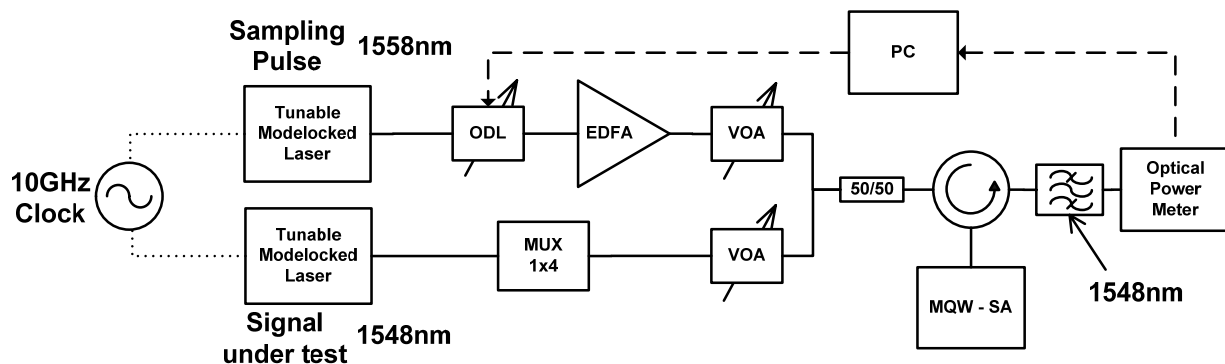 Sampling
Pulse
1558nm
PC
Tunable
Modelocked
Laser
ODL
EDFA
VOA
10GHz
Clock
50/50
Optical
Power
Meter
Tunable
Modelocked
Laser
MUX
1x4
VOA
MQW - SA
1548nm
Signal
under test
1548nm